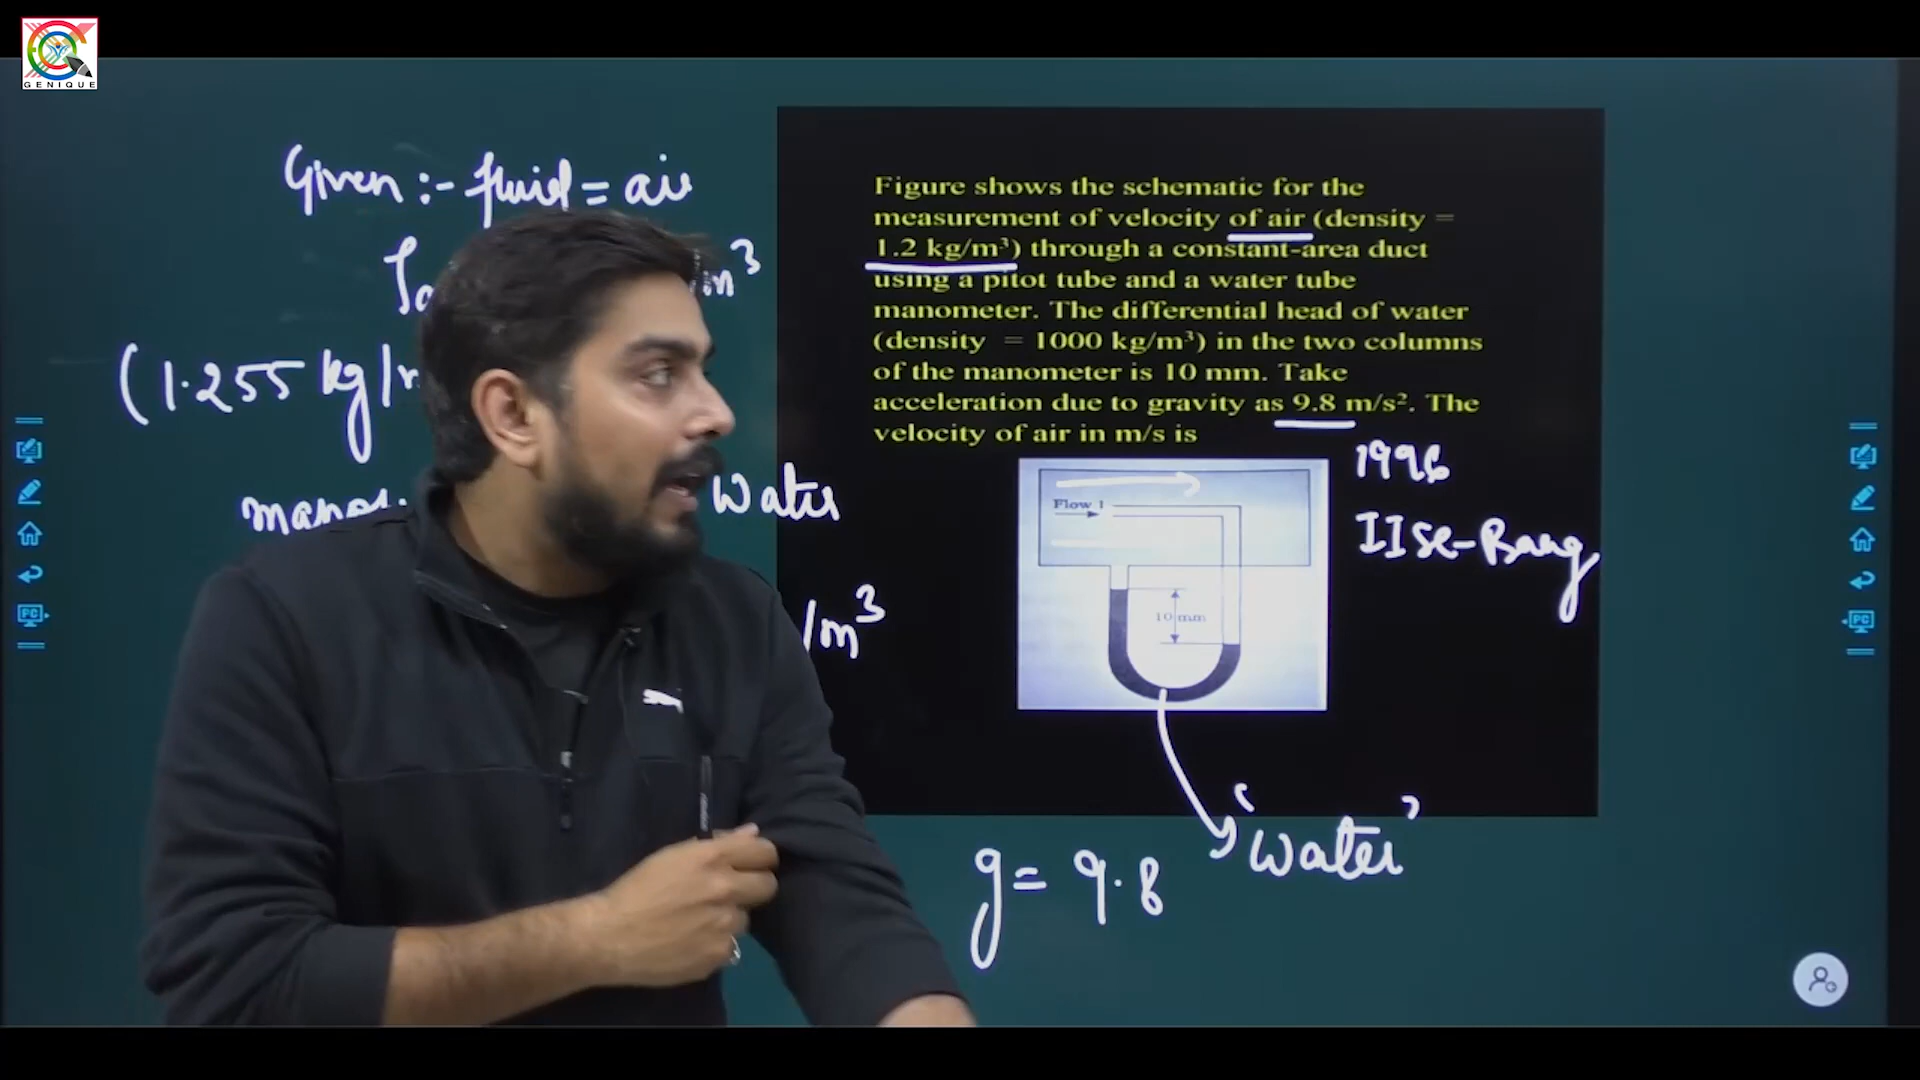 GENIQUE
Given :- fluid = air
m³
(1.255 kg/
Water
/m³
Figure shows the schematic for the
measurement of velocity of air (density =
1.2 kg/m³) through a constant-area duct
using a pitot tube and a water tube
manometer. The differential head of water
(density = 1000 kg/m³) in the two columns
of the manometer is 10 mm. Take
acceleration due to gravity as 9.8 m/s². The
velocity of air in m/s is
1996
IISc-Bang
Flow 1
10 mm
'Water'
g = 9.8
PC
PC